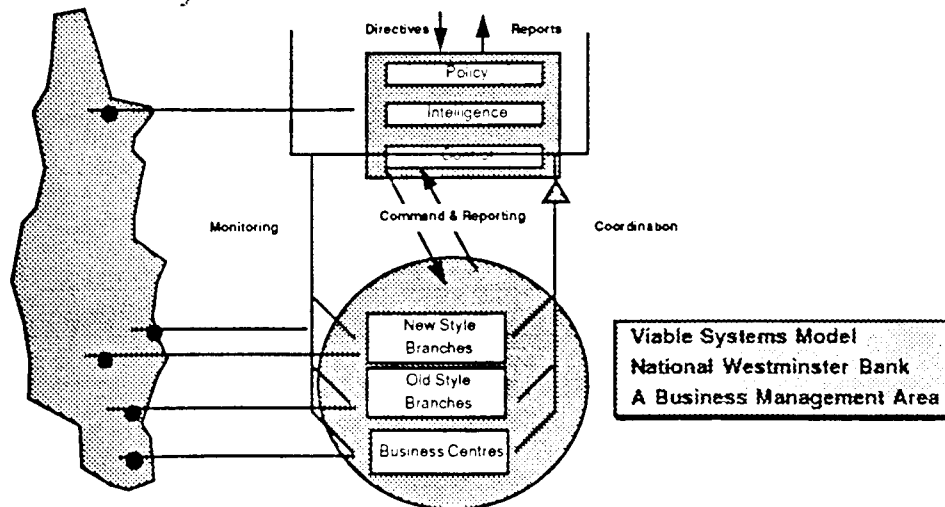 Directives
Reports
Policy
Intelligence
Control
Command & Reporting
Monitoring
Coordination
New Style
Branches
Old Style
Branches
Business Centres
Viable Systems Model
National Westminster Bank
A Business Management Area